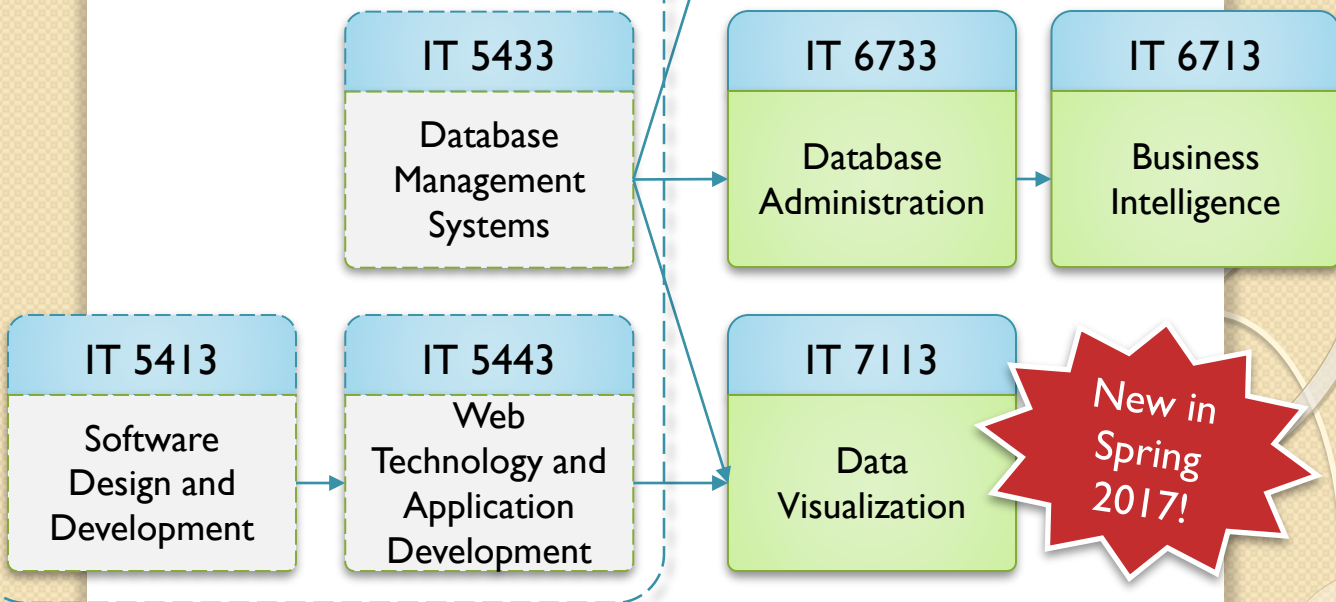 IT 5433
Database
Management
Systems
IT 6733
Database
Administration
IT 6713
Business
Intelligence
IT 5413
Software
Design and
Development
IT 5443
Web
Technology and
Application
Development
IT 7113
Data
Visualization
New in
Spring
2017!